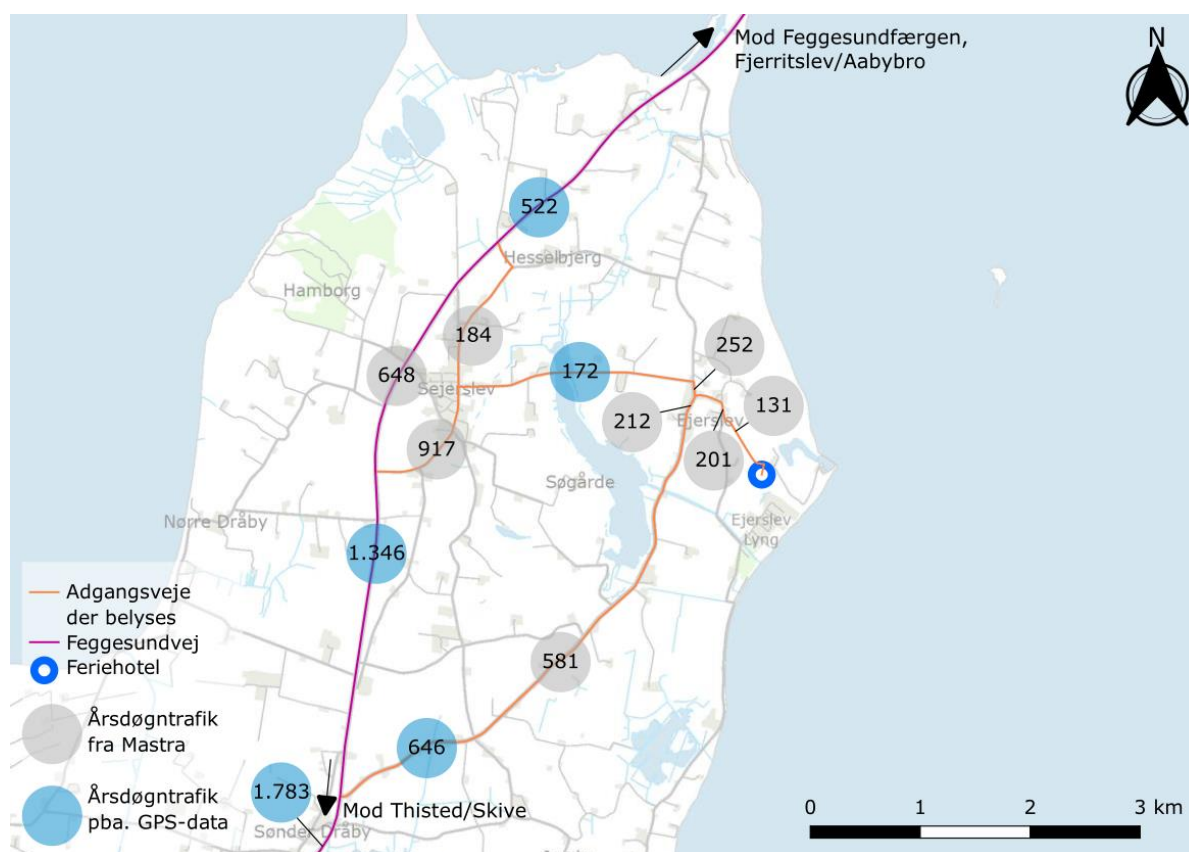 Mod Feggesundfærgen,
Fjerritslev/Aabybro
N
522
Hesselbjerg
Hamborg
184
252
648
Sejerslev
172
131
212
Ejerslev
917
201
Søgårde
Nørre Dråby
Ejerslev
Lyng
1.346
Adgangsveje
der belyses
Feggesundvej
Feriehotel
581
Årsdøgntrafik
fra Mastra
646
1.783
Årsdøgntrafik
pba. GPS-data
Mod Thisted/Skive
Sønder Dråby
0 1 2 3 km